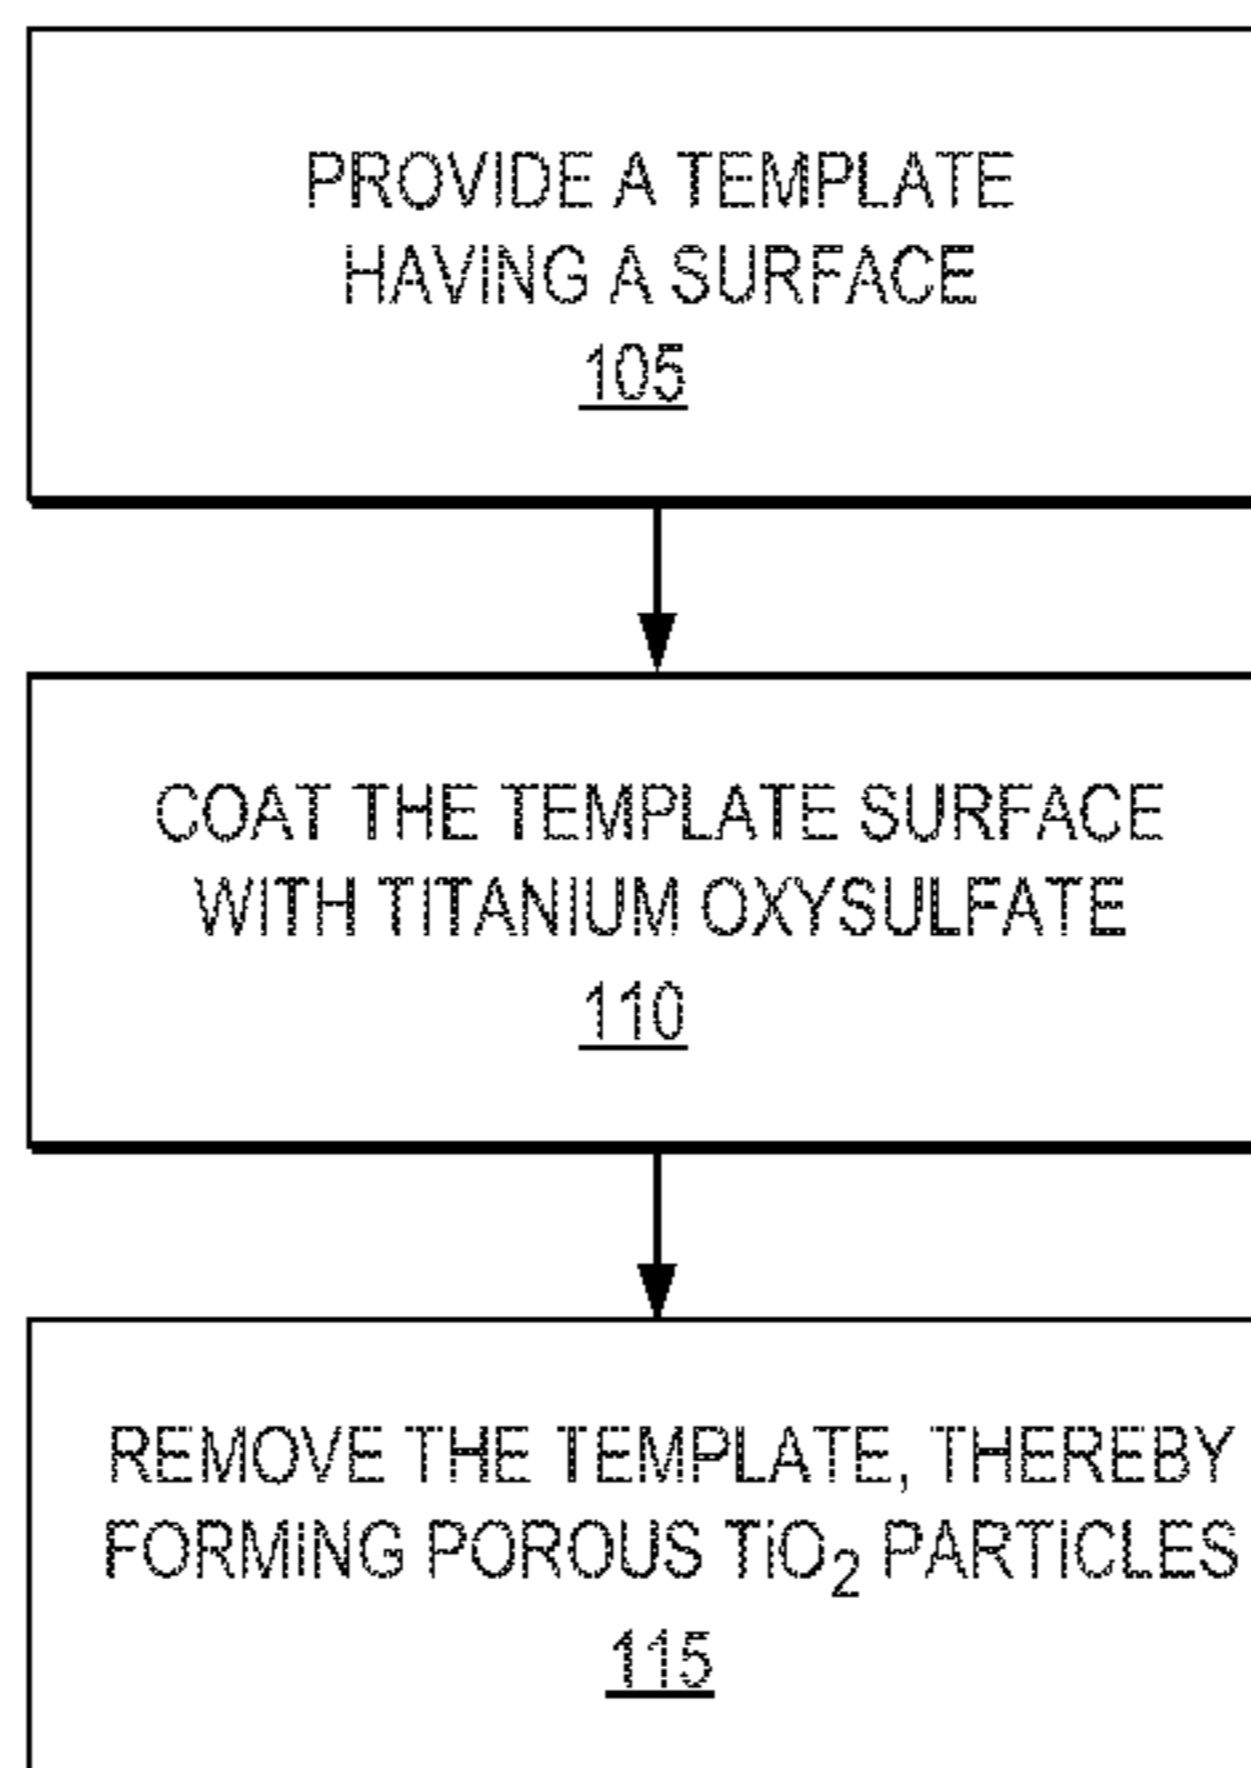 PROVIDE A TEMPLATE
HAVING A SURFACE
105
COAT THE TEMPLATE SURFACE
WITH TITANIUM OXYSULFATE
110
REMOVE THE TEMPLATE, THEREBY
FORMING POROUS TiO₂ PARTICLES
115